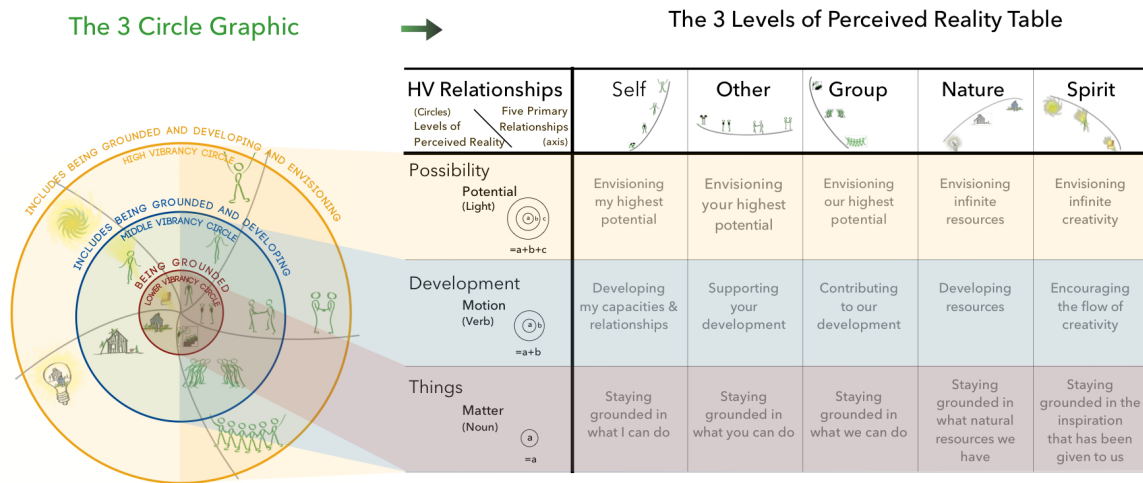 The 3 Circle Graphic
The 3 Levels of Perceived Reality Table
INCLUDES BEING GROUNDED AND DEVELOPING AND ENVISIONING
HIGH VIBRANCY CIRCLE
INCLUDES BEING GROUNDED AND DEVELOPING
MIDDLE VIBRANCY CIRCLE
BEING GROUNDED
LOWER VIBRANCY CIRCLE
HV Relationships
(Circles)
Levels of
Perceived Reality
Five Primary
Relationships
(axis)
Self
Other
Group
Nature
Spirit
Possibility
Potential
(Light)
a b c
=a+b+c
Envisioning
my highest
potential
Envisioning
your highest
potential
Envisioning
our highest
potential
Envisioning
infinite
resources
Envisioning
infinite
creativity
Development
Motion
(Verb)
a b
=a+b
Developing
my capacities &
relationships
Supporting
your
development
Contributing
to our
development
Developing
resources
Encouraging
the flow of
creativity
Things
Matter
(Noun)
a
=a
Staying
grounded in
what I can do
Staying
grounded in
what you can do
Staying
grounded in
what we can do
Staying
grounded in
what natural
resources we
have
Staying
grounded in the
inspiration
that has been
given to us